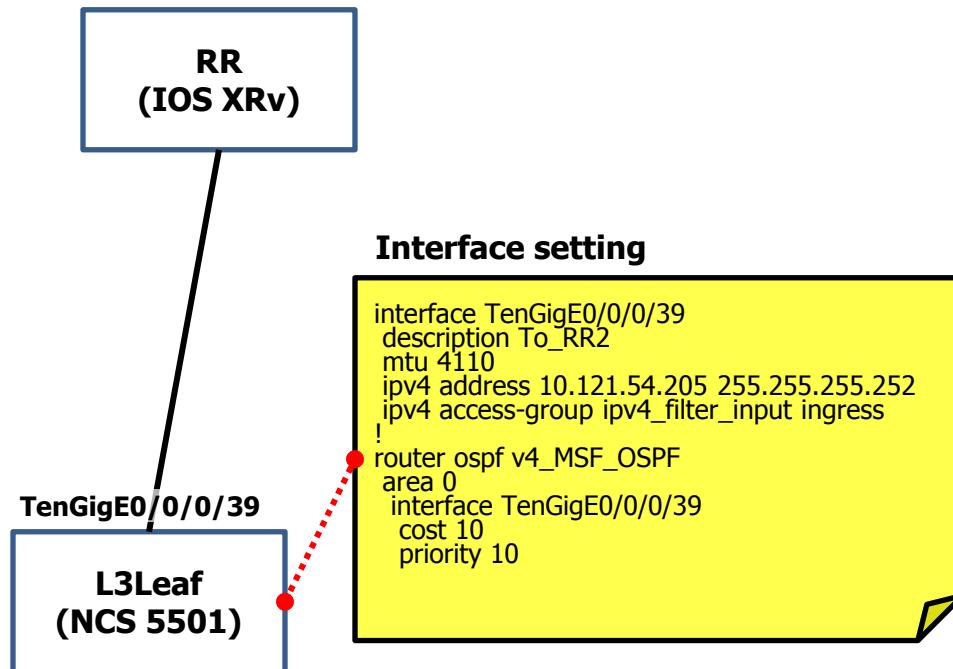 RR
(IOS XRv)
Interface setting
interface TenGigE0/0/0/39
description To_RR2
mtu 4110
ipv4 address 10.121.54.205 255.255.255.252
ipv4 access-group ipv4_filter_input ingress
!
router ospf v4_MSF_OSPF
area 0
interface TenGigE0/0/0/39
cost 10
priority 10
TenGigE0/0/0/39
L3Leaf
(NCS 5501)